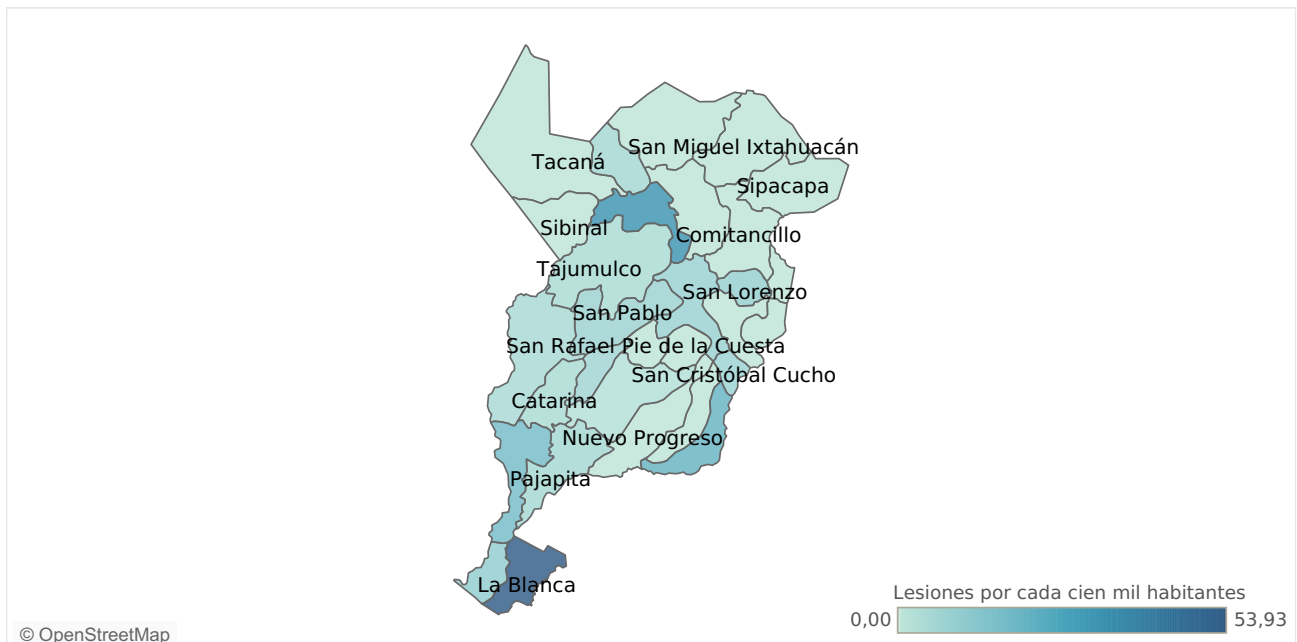 San Miguel Ixtahuacán
Tacaná
Sipacapa
Sibinal
Comitancillo
Tajumulco
San Lorenzo
San Pablo
San Rafael Pie de la Cuesta
San Cristóbal Cucho
Catarina
Nuevo Progreso
Pajapita
La Blanca
Lesiones por cada cien mil habitantes
0,00 53,93
© OpenStreetMap